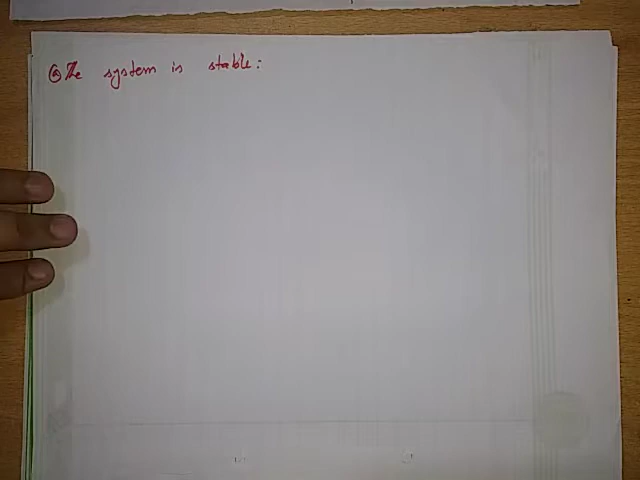 ⓐ The system is stable: